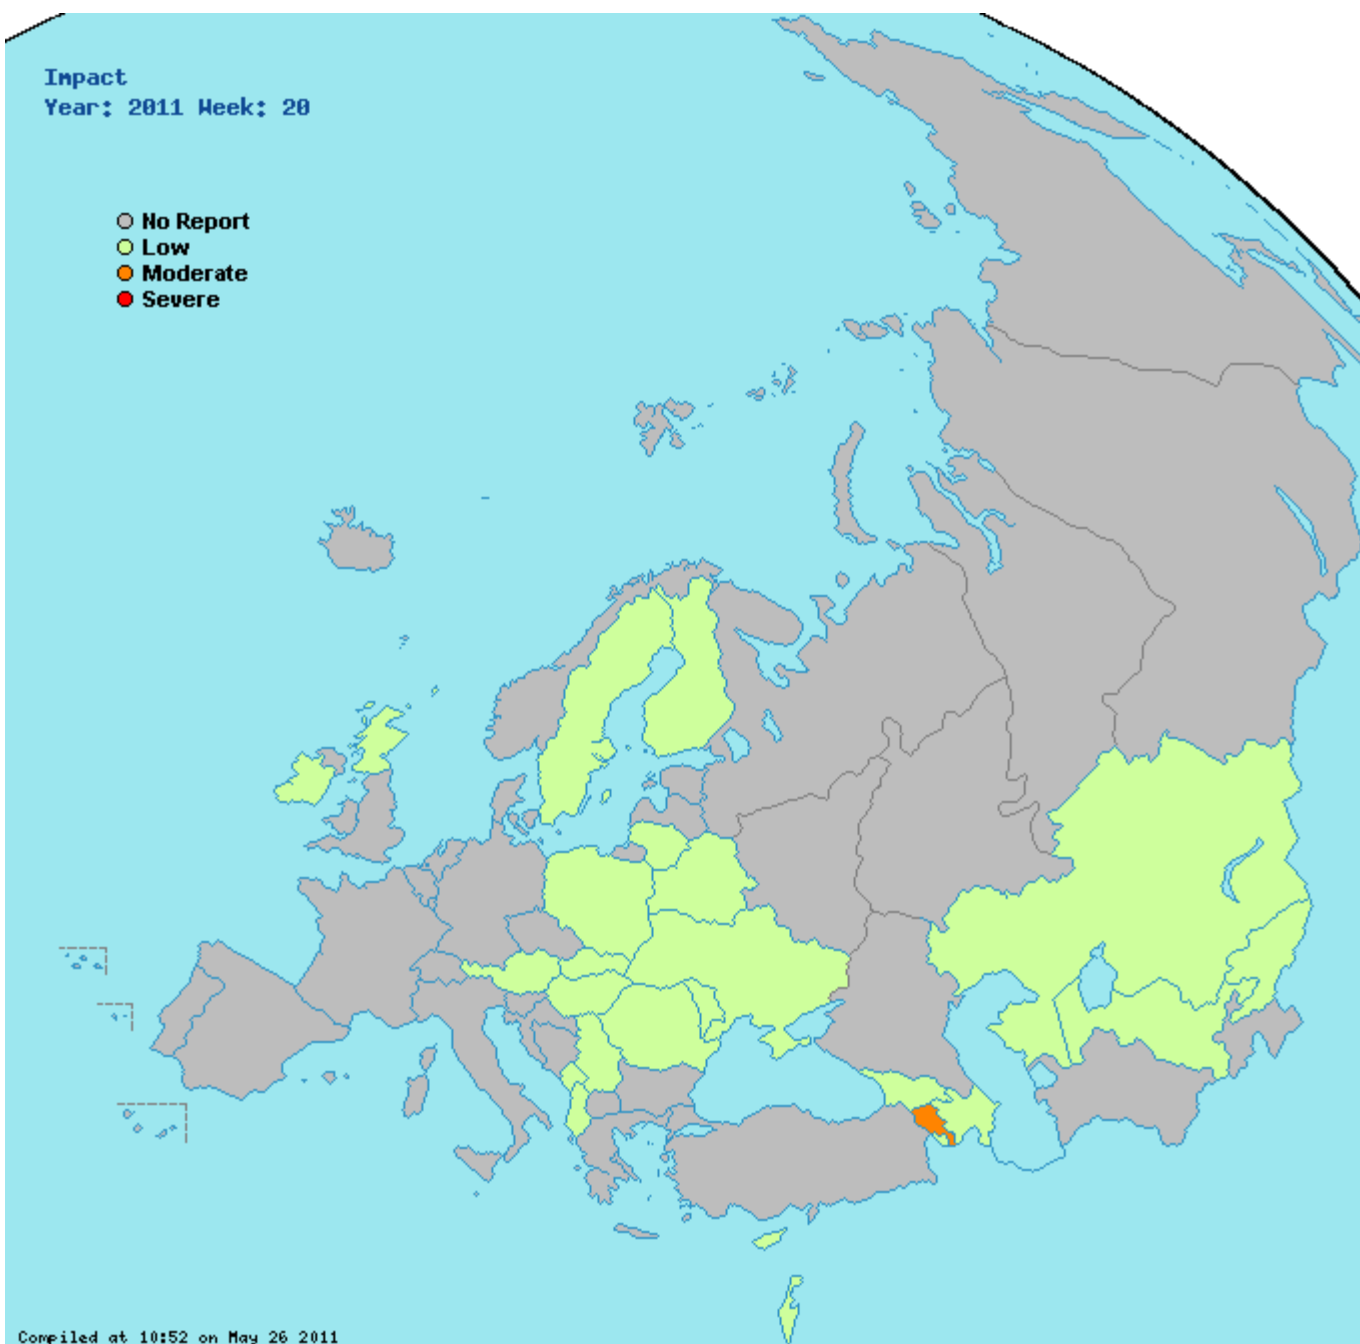 Impact
Year: 2011 Week: 20
No Report
Low
Moderate
Severe
Compiled at 10:52 on May 26 2011